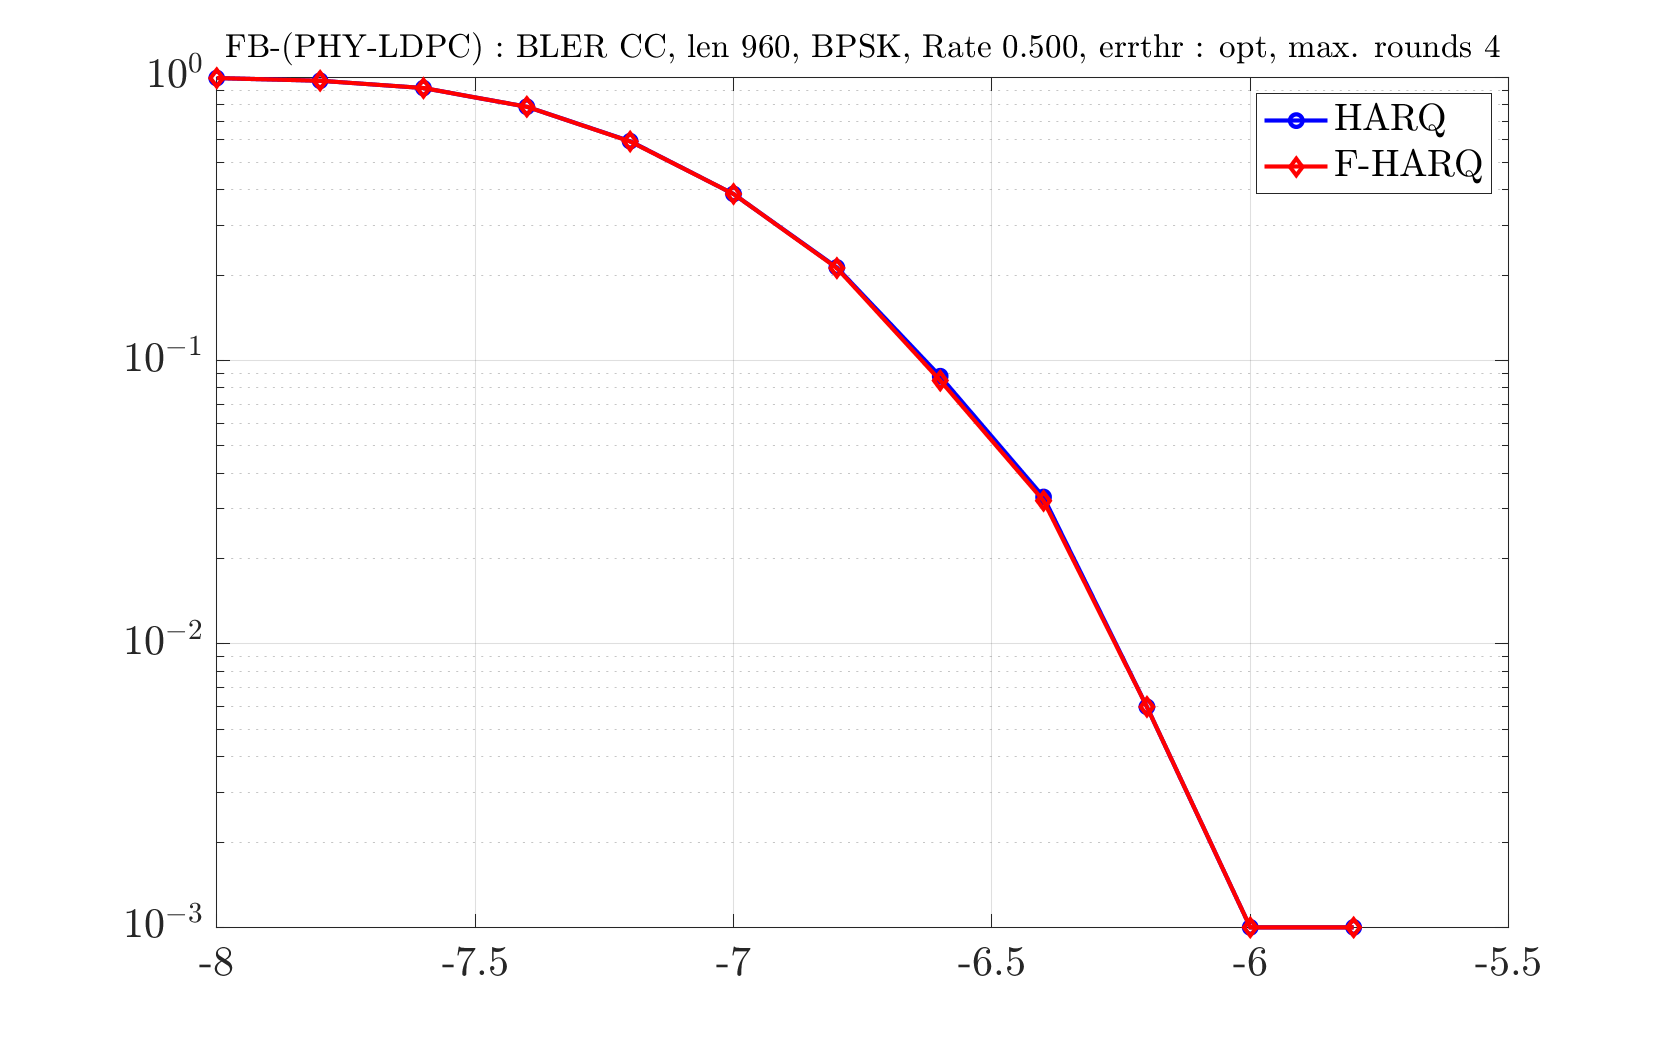 FB-(PHY-LDPC) : BLER CC, len 960, BPSK, Rate 0.500, errthr : opt, max. rounds 4
10^0
HARQ
F-HARQ
10^{-1}
10^{-2}
10^{-3}
-8 -7.5 -7 -6.5 -6 -5.5